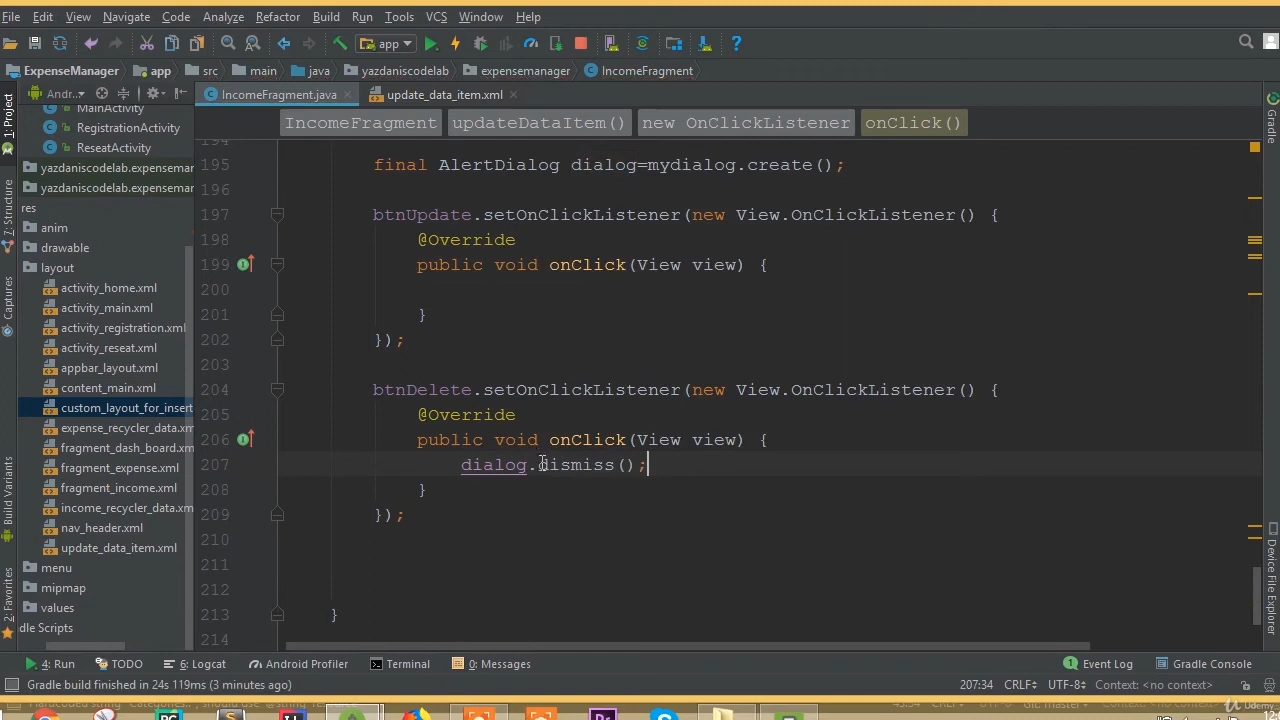 File Edit View Navigate Code Analyze Refactor Build Run Tools VCS Window Help
app
ExpenseManager app src main java yazdaniscodelab expensemanager IncomeFragment
Andr... IncomeFragment.java update_data_item.xml
IncomeFragment updateDataItem() new OnClickListener onClick()
1: Project
7: Structure
Captures
Build Variants
2: Favorites
MainActivity
RegistrationActivity
ReseatActivity
yazdaniscodelab.expensemar
yazdaniscodelab.expensemar
res
anim
drawable
layout
activity_home.xml
activity_main.xml
activity_registration.xml
activity_reseat.xml
appbar_layout.xml
content_main.xml
custom_layout_for_insert
expense_recycler_data.xm
fragment_dash_board.xm
fragment_expense.xml
fragment_income.xml
income_recycler_data.xm
nav_header.xml
update_data_item.xml
menu
mipmap
values
dle Scripts
194
195 final AlertDialog dialog=mydialog.create();
196
197 btnUpdate.setOnClickListener(new View.OnClickListener() {
198 @Override
199 public void onClick(View view) {
200
201 }
202 });
203
204 btnDelete.setOnClickListener(new View.OnClickListener() {
205 @Override
206 public void onClick(View view) {
207 dialog.dismiss();
208 }
209 });
210
211
212
213 }
214
Gradle
Device File Explorer
4: Run TODO 6: Logcat Android Profiler Terminal 0: Messages Event Log Gradle Console
Gradle build finished in 24s 119ms (3 minutes ago) 207:34 CRLF UTF-8 Context: <no context>
Udemy